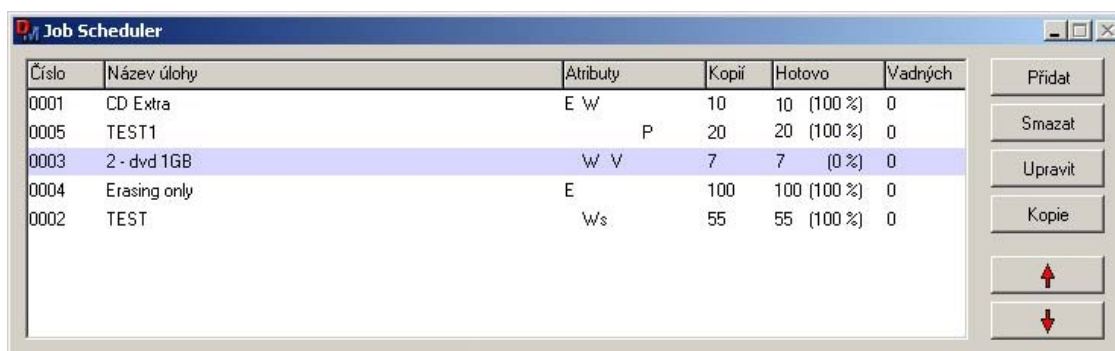 DM Job Scheduler
Číslo Název úlohy Atributy Kopií Hotovo Vadných
0001 CD Extra E W 10 10 (100 %) 0
0005 TEST1 P 20 20 (100 %) 0
0003 2 - dvd 1GB W V 7 7 (0 %) 0
0004 Erasing only E 100 100 (100 %) 0
0002 TEST Ws 55 55 (100 %) 0
Přidat
Smazat
Upravit
Kopie